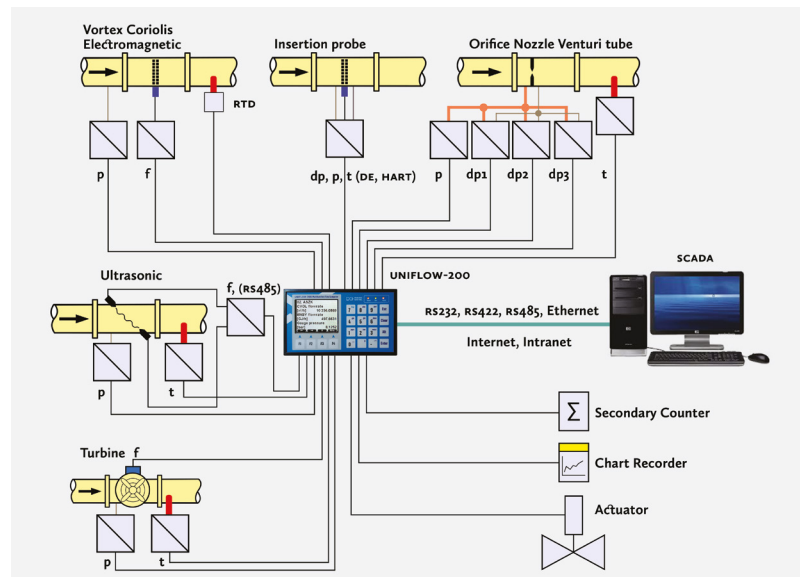 Vortex Coriolis
Electromagnetic
Insertion probe
Orifice Nozzle Venturi tube
RTD
p
f
dp, p, t (DE, HART)
p
dp1
dp2
dp3
t
SCADA
UNIFLOW-200
Ultrasonic
f, (RS485)
RS232, RS422, RS485, Ethernet
Internet, Intranet
p
t
Σ
Secondary Counter
Turbine f
Chart Recorder
Actuator
p
t